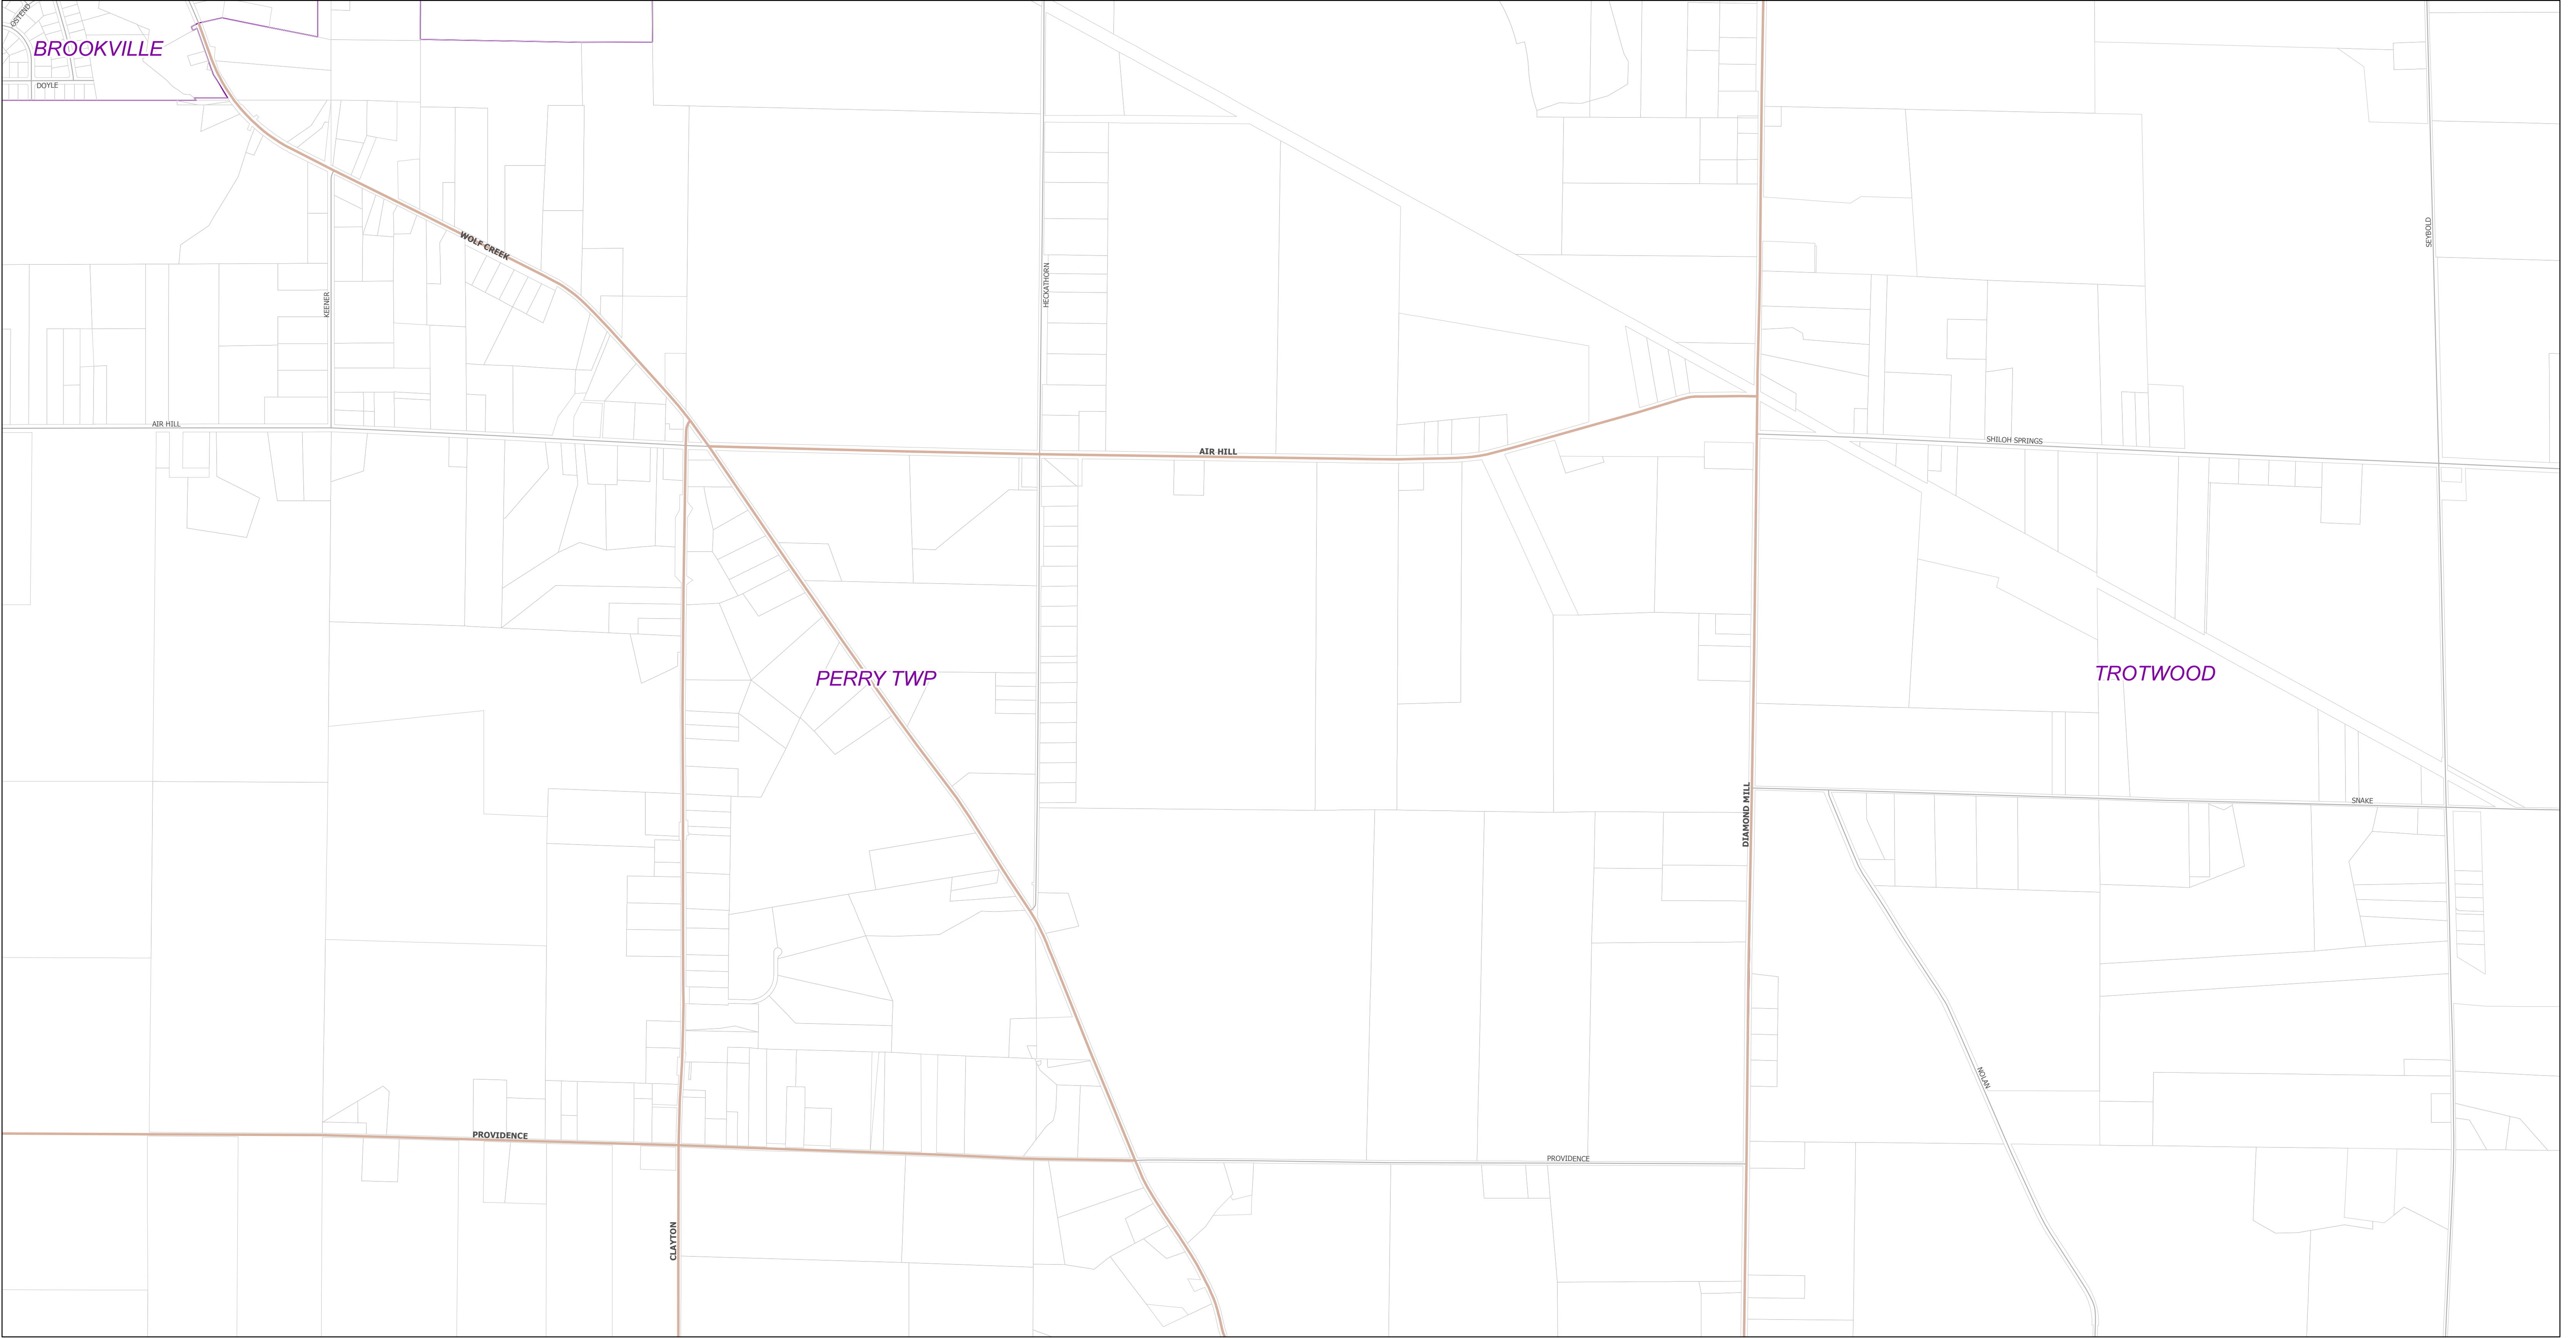 OSTEND
BROOKVILLE
DOYLE
WOLF CREEK
SEYBOLD
HECKATHORN
KEENER
AIR HILL
SHILOH SPRINGS
AIR HILL
TROTWOOD
PERRY TWP
SNAKE
DIAMOND MILL
NOLAN
PROVIDENCE
PROVIDENCE
CLAYTON